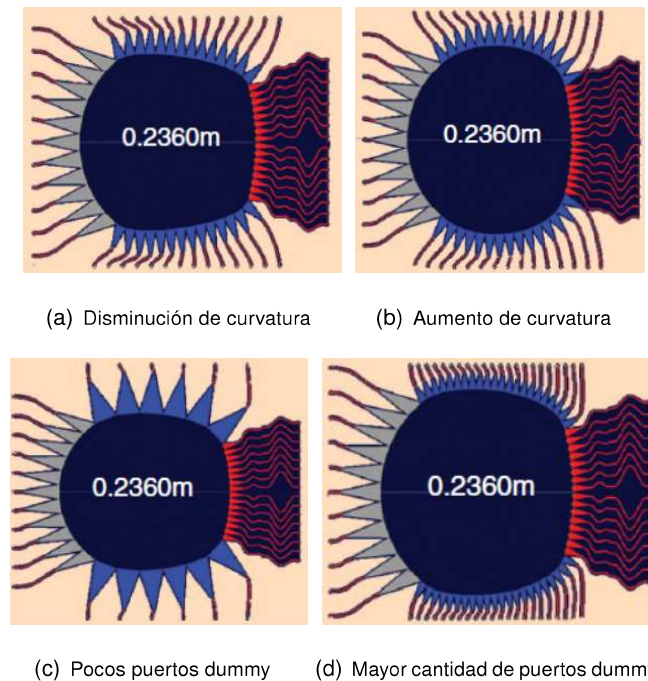 0.2360m
0.2360m
(a) Disminución de curvatura
(b) Aumento de curvatura
0.2360m
0.2360m
(c) Pocos puertos dummy
(d) Mayor cantidad de puertos dumm